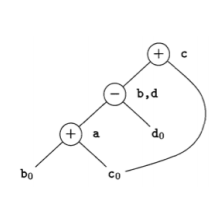 + c
− b,d
+ a
d₀
b₀
c₀